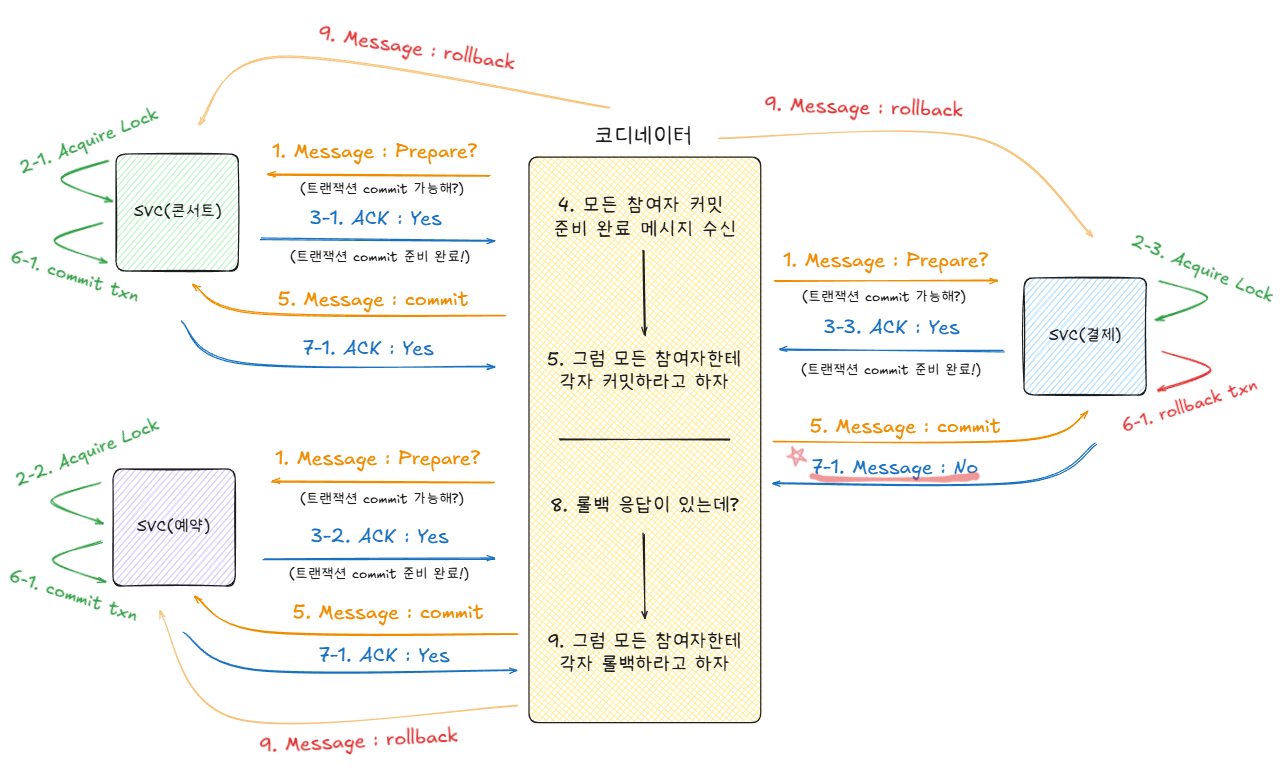 9. Message : rollback
9. Message : rollback
코디네이터
2-1. Acquire Lock
SVC(콘서트)
6-1. commit txn
1. Message : Prepare?
(트랜잭션 commit 가능해?)
3-1. ACK : Yes
(트랜잭션 commit 준비 완료!)
5. Message : commit
7-1. ACK : Yes
4. 모든 참여자 커밋
준비 완료 메시지 수신
5. 그럼 모든 참여자한테
각자 커밋하라고 하자
8. 롤백 응답이 있는데?
9. 그럼 모든 참여자한테
각자 롤백하라고 하자
1. Message : Prepare?
(트랜잭션 commit 가능해?)
3-3. ACK : Yes
(트랜잭션 commit 준비 완료!)
5. Message : commit
7-1. Message : No
2-3. Acquire Lock
SVC(결제)
6-1. rollback txn
2-2. Acquire Lock
SVC(예약)
6-1. commit txn
1. Message : Prepare?
(트랜잭션 commit 가능해?)
3-2. ACK : Yes
(트랜잭션 commit 준비 완료!)
5. Message : commit
7-1. ACK : Yes
9. Message : rollback